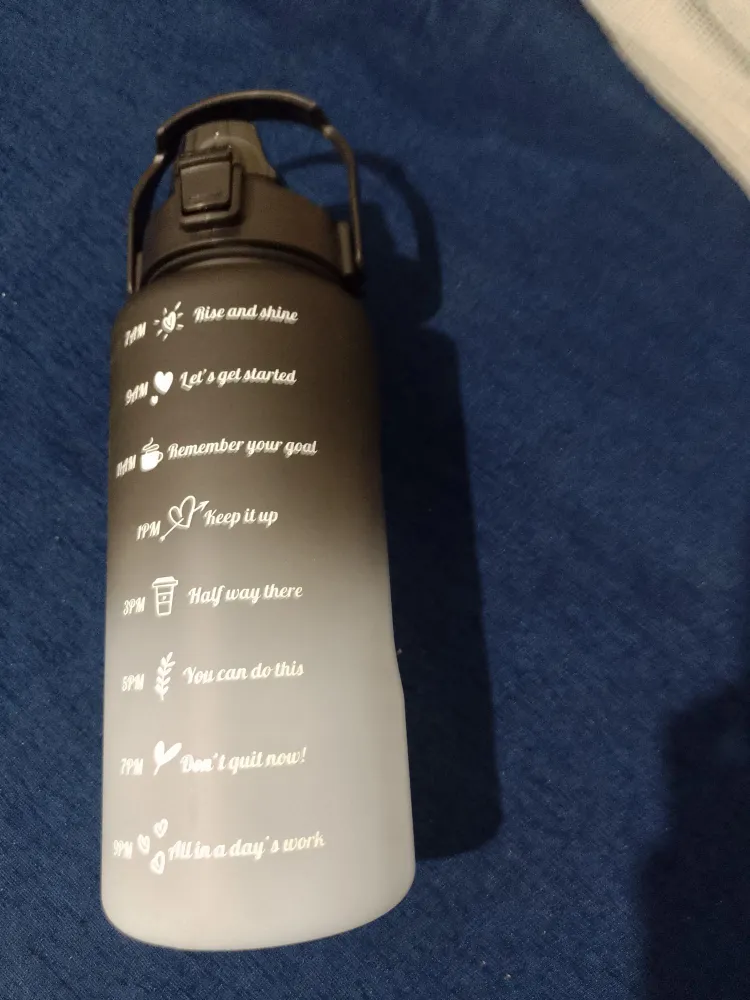 7AM Rise and shine
9AM Let's get started
11AM Remember your goal
1PM Keep it up
3PM Half way there
5PM You can do this
7PM Don't quit now!
9PM All in a day's work